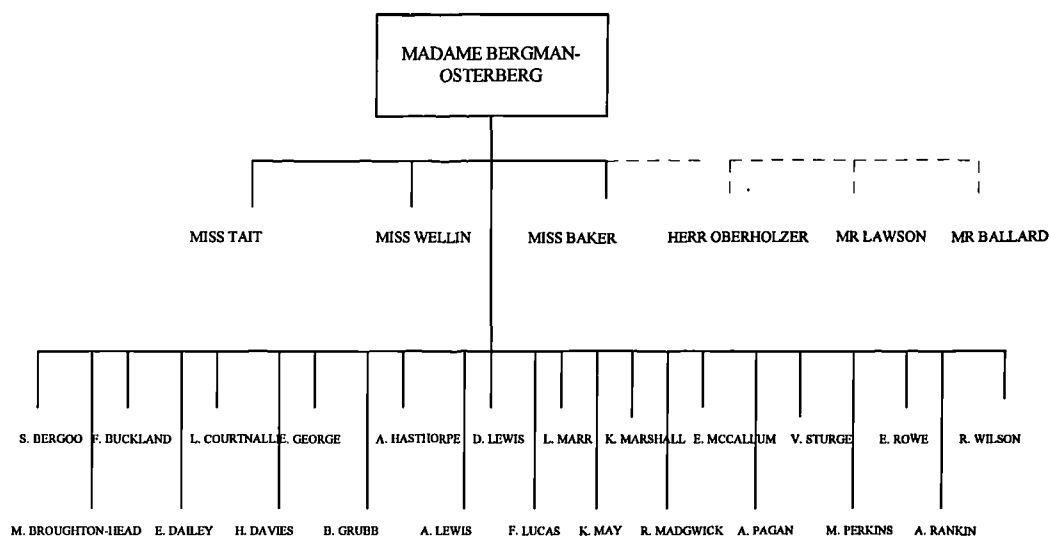 MADAME BERGMAN-
OSTERBERG
MISS TAIT MISS WELLIN MISS BAKER HERR OBERHOLZER MR LAWSON MR BALLARD
S. BERGOO F. BUCKLAND L. COURTNALL E. GEORGE A. HASTHORPE D. LEWIS L. MARR K. MARSHALL E. MCCALLUM V. STURGE E. ROWE R. WILSON
M. BROUGHTON-HEAD E. DAILEY H. DAVIES B. GRUBB A. LEWIS F. LUCAS K. MAY R. MADGWICK A. PAGAN M. PERKINS A. RANKIN